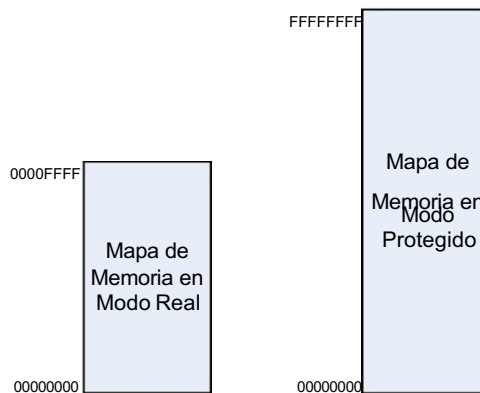 0000FFFF
Mapa de
Memoria en
Modo Real
00000000
FFFFFFFF
Mapa de
Memoria en
Modo
Protegido
00000000